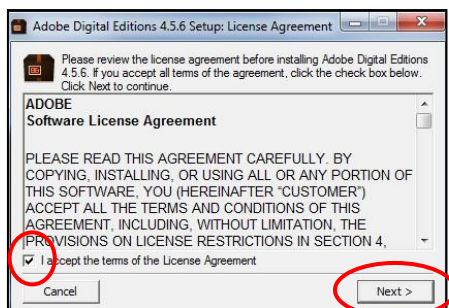 Adobe Digital Editions 4.5.6 Setup: License Agreement
Please review the license agreement before installing Adobe Digital Editions
4.5.6. If you accept all terms of the agreement, click the check box below.
Click Next to continue.
ADOBE
Software License Agreement
PLEASE READ THIS AGREEMENT CAREFULLY. BY
COPYING, INSTALLING, OR USING ALL OR ANY PORTION OF
THIS SOFTWARE, YOU (HEREINAFTER “CUSTOMER”)
ACCEPT ALL THE TERMS AND CONDITIONS OF THIS
AGREEMENT, INCLUDING, WITHOUT LIMITATION, THE
PROVISIONS ON LICENSE RESTRICTIONS IN SECTION 4,
I accept the terms of the License Agreement
Cancel
Next >